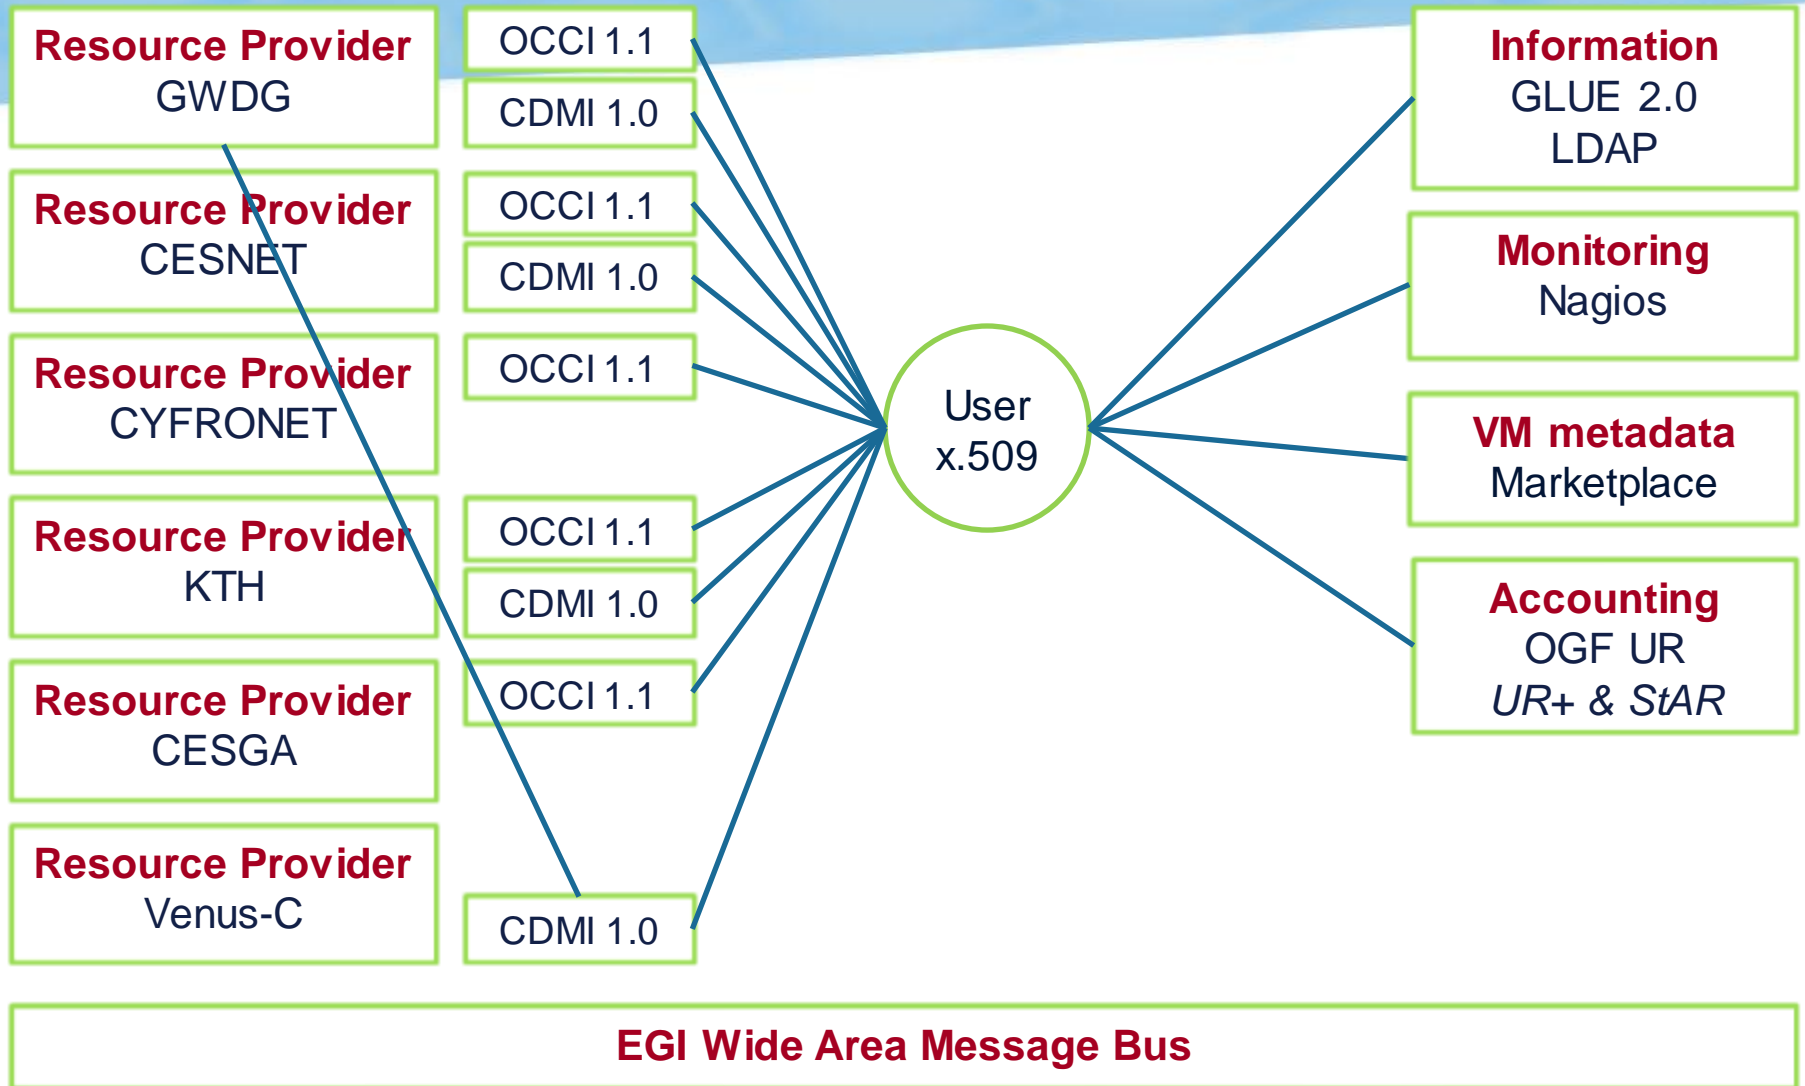 Resource Provider
GWDG
OCCI 1.1
CDMI 1.0
Resource Provider
CESNET
OCCI 1.1
CDMI 1.0
Resource Provider
CYFRONET
OCCI 1.1
Resource Provider
KTH
OCCI 1.1
CDMI 1.0
Resource Provider
CESGA
OCCI 1.1
Resource Provider
Venus-C
CDMI 1.0
User
x.509
Information
GLUE 2.0
LDAP
Monitoring
Nagios
VM metadata
Marketplace
Accounting
OGF UR
UR+ & StAR
EGI Wide Area Message Bus